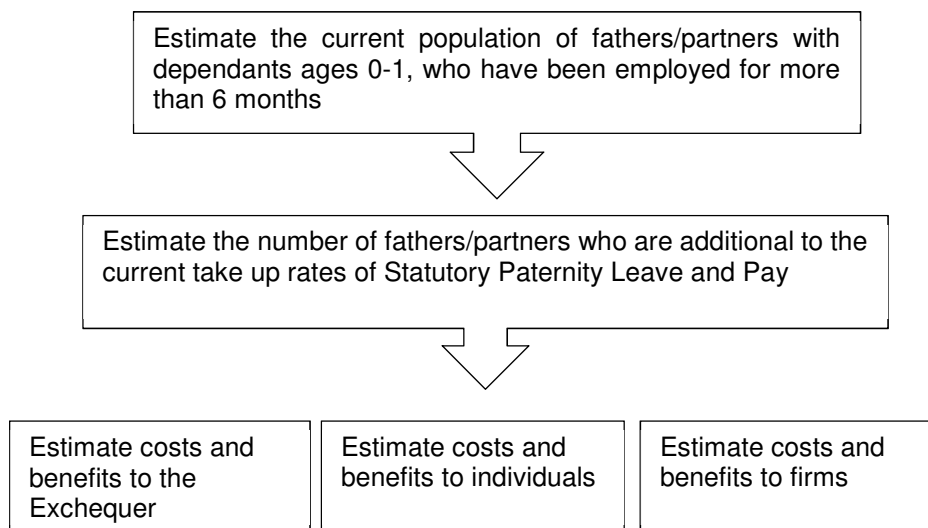 Estimate the current population of fathers/partners with
dependants ages 0-1, who have been employed for more
than 6 months
Estimate the number of fathers/partners who are additional to the
current take up rates of Statutory Paternity Leave and Pay
Estimate costs and
benefits to the
Exchequer
Estimate costs and
benefits to individuals
Estimate costs and
benefits to firms